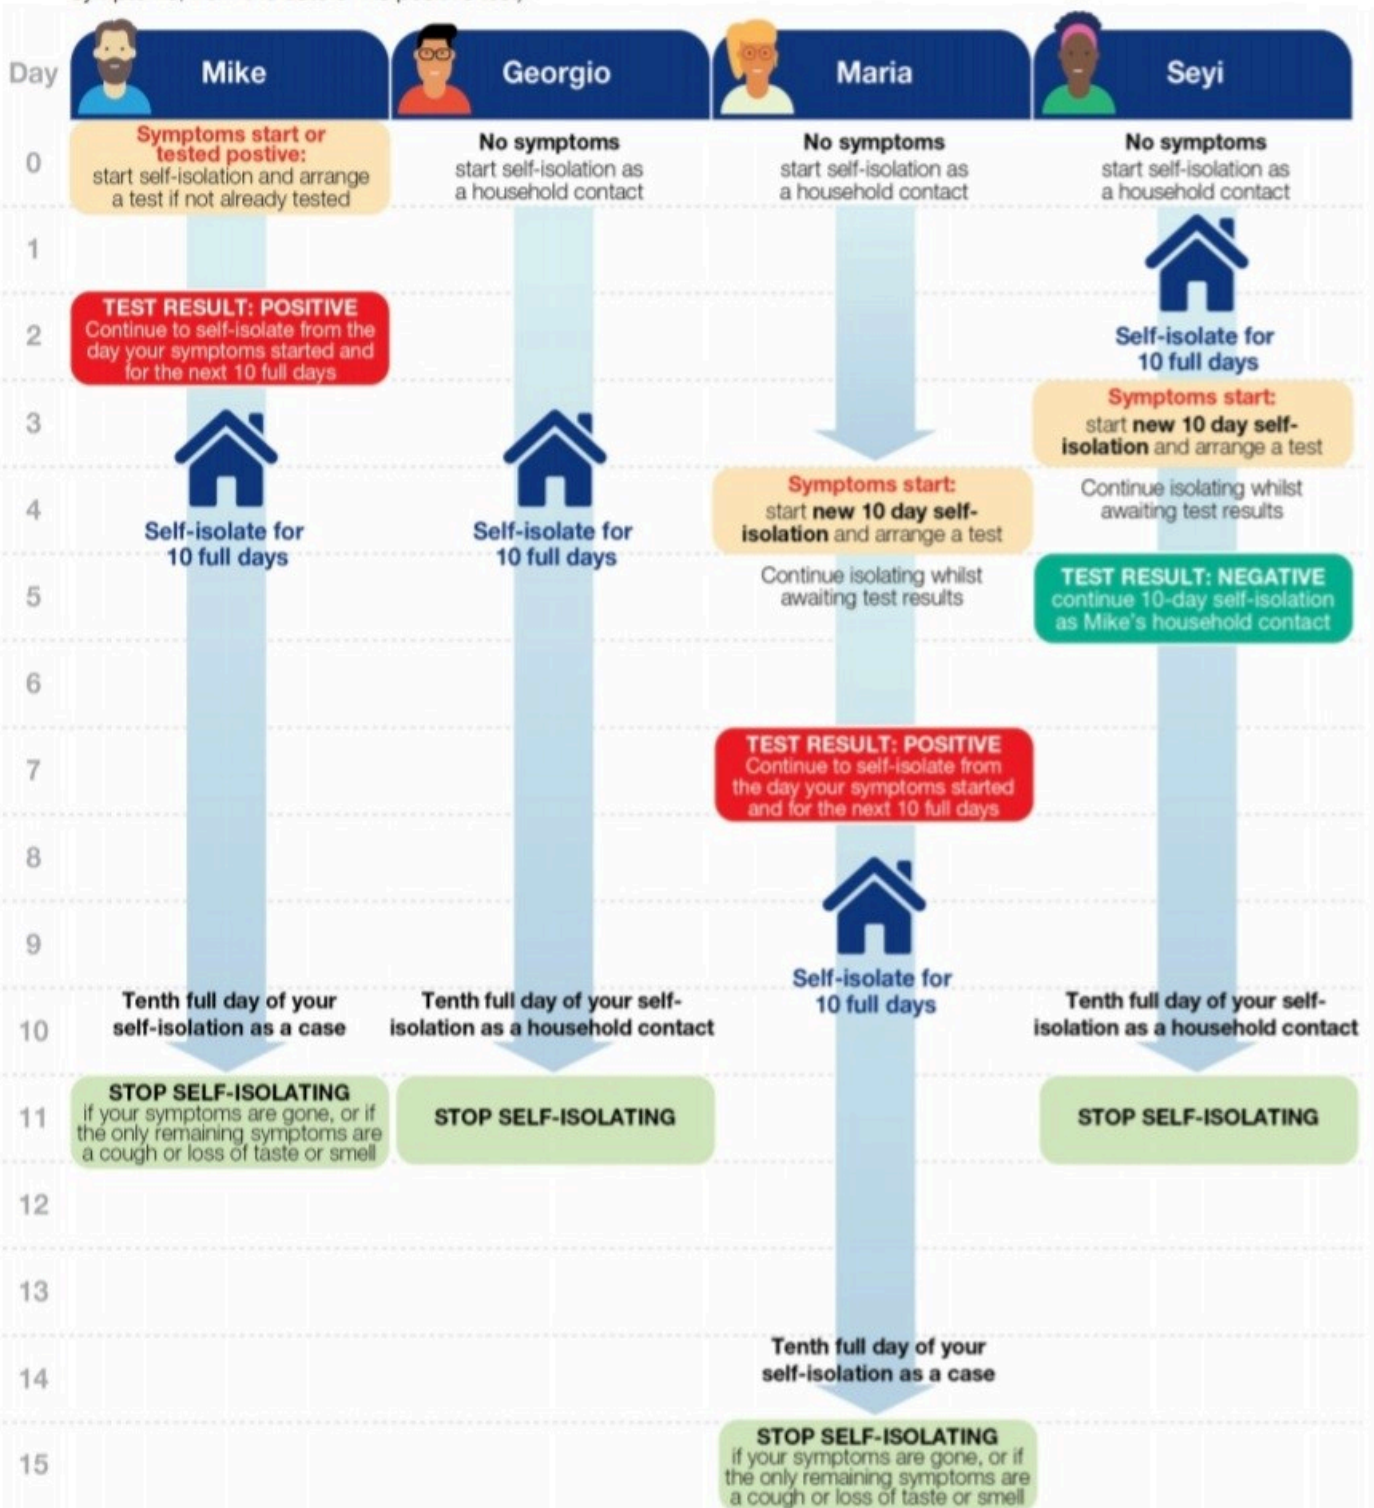 Day
Mike
Georgio
Maria
Seyi
0
Symptoms start or
tested postive:
start self-isolation and arrange
a test if not already tested
No symptoms
start self-isolation as
a household contact
No symptoms
start self-isolation as
a household contact
No symptoms
start self-isolation as
a household contact
1
2
TEST RESULT: POSITIVE
Continue to self-isolate from the
day your symptoms started and
for the next 10 full days
Self-isolate for
10 full days
3
Symptoms start:
start new 10 day self-
isolation and arrange a test
4
Self-isolate for
10 full days
Self-isolate for
10 full days
Symptoms start:
start new 10 day self-
isolation and arrange a test
Continue isolating whilst
awaiting test results
5
Continue isolating whilst
awaiting test results
TEST RESULT: NEGATIVE
continue 10-day self-isolation
as Mike's household contact
6
7
TEST RESULT: POSITIVE
Continue to self-isolate from
the day your symptoms started
and for the next 10 full days
8
9
Self-isolate for
10 full days
10
Tenth full day of your
self-isolation as a case
Tenth full day of your self-
isolation as a household contact
Tenth full day of your self-
isolation as a household contact
11
STOP SELF-ISOLATING
if your symptoms are gone, or if
the only remaining symptoms are
a cough or loss of taste or smell
STOP SELF-ISOLATING
STOP SELF-ISOLATING
12
13
14
Tenth full day of your
self-isolation as a case
15
STOP SELF-ISOLATING
if your symptoms are gone, or if
the only remaining symptoms are
a cough or loss of taste or smell